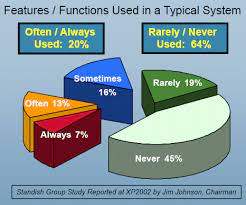 Features / Functions Used in a Typical System
Often / Always
Used: 20%
Rarely / Never
Used: 64%
Sometimes
16%
Rarely 19%
Often 13%
Always 7%
Never 45%
Standish Group Study Reported at XP2002 by Jim Johnson, Chairman